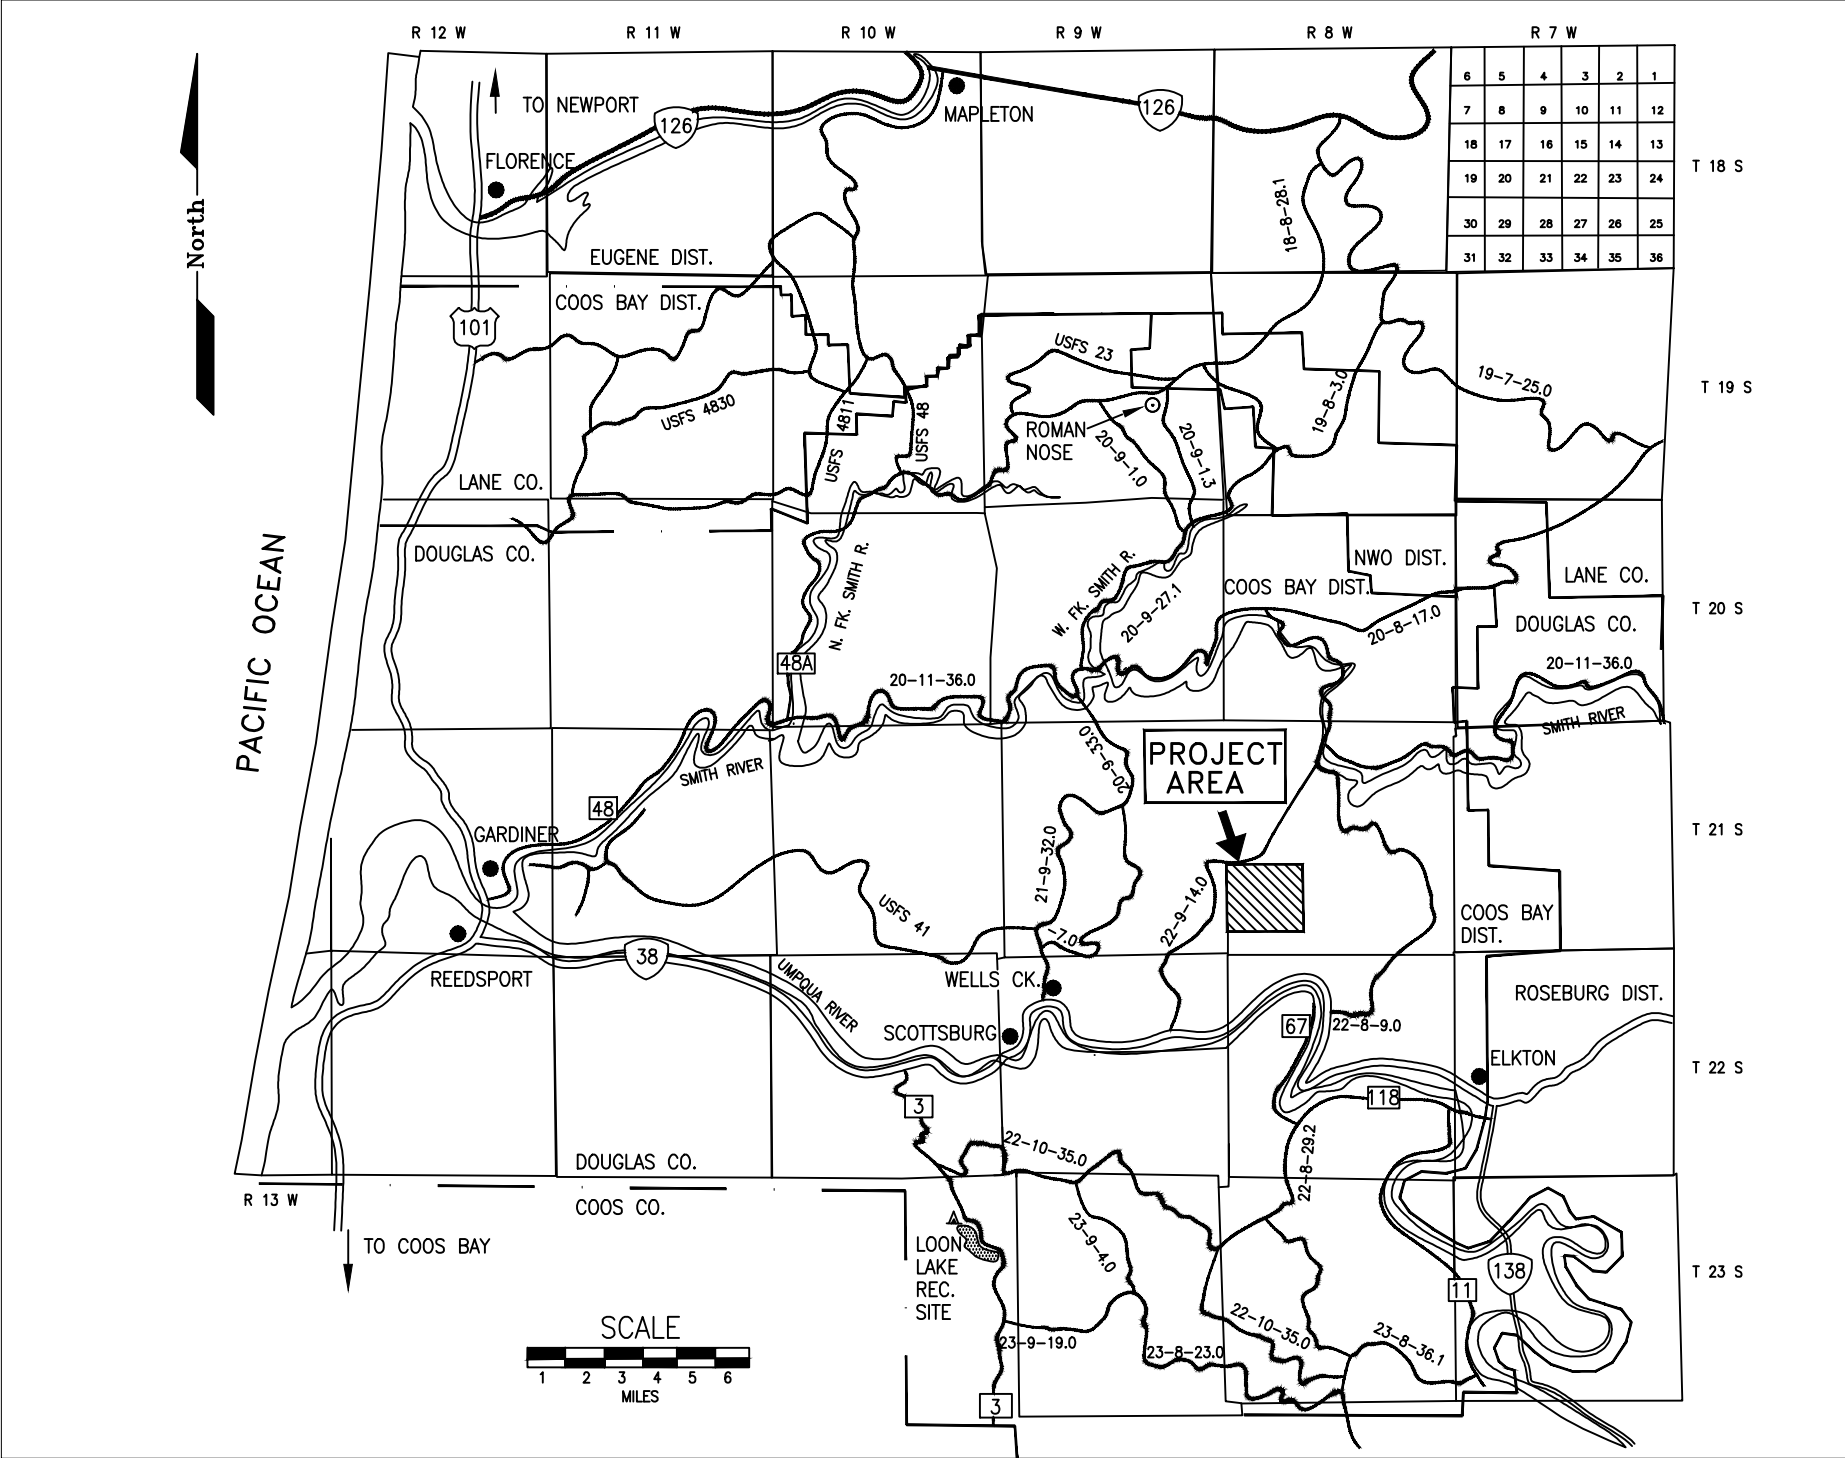 R 12 W
R 11 W
R 10 W
R 9 W
R 8 W
R 7 W
North
TO NEWPORT
FLORENCE
126
MAPLETON
126
6 5 4 3 2 1
7 8 9 10 11 12
18 17 16 15 14 13
19 20 21 22 23 24
30 29 28 27 26 25
31 32 33 34 35 36
T 18 S
18-8-28.1
EUGENE DIST.
COOS BAY DIST.
101
USFS 23
USFS 4830
USFS 4811
USFS 48
ROMAN
NOSE
20-9-1.0
20-9-1.3
19-8-3.0
19-7-25.0
T 19 S
LANE CO.
DOUGLAS CO.
PACIFIC OCEAN
N. FK. SMITH R.
W. FK. SMITH R.
20-9-27.1
NWO DIST.
COOS BAY DIST.
LANE CO.
DOUGLAS CO.
20-8-17.0
T 20 S
48A
20-11-36.0
20-11-36.0
SMITH RIVER
SMITH RIVER
20-9-33.0
PROJECT
AREA
48
GARDINER
T 21 S
21-9-32.0
22-9-14.0
USFS 41
-7.0
COOS BAY
DIST.
REEDSPORT
38
UMPQUA RIVER
WELLS CK.
SCOTTSBURG
67
22-8-9.0
ROSEBURG DIST.
ELKTON
T 22 S
3
118
22-10-35.0
22-8-29.2
DOUGLAS CO.
COOS CO.
R 13 W
TO COOS BAY
LOON
LAKE
REC.
SITE
23-9-4.0
138
11
T 23 S
23-9-19.0
23-8-23.0
22-10-35.0
23-8-36.1
3
SCALE
1 2 3 4 5 6
MILES